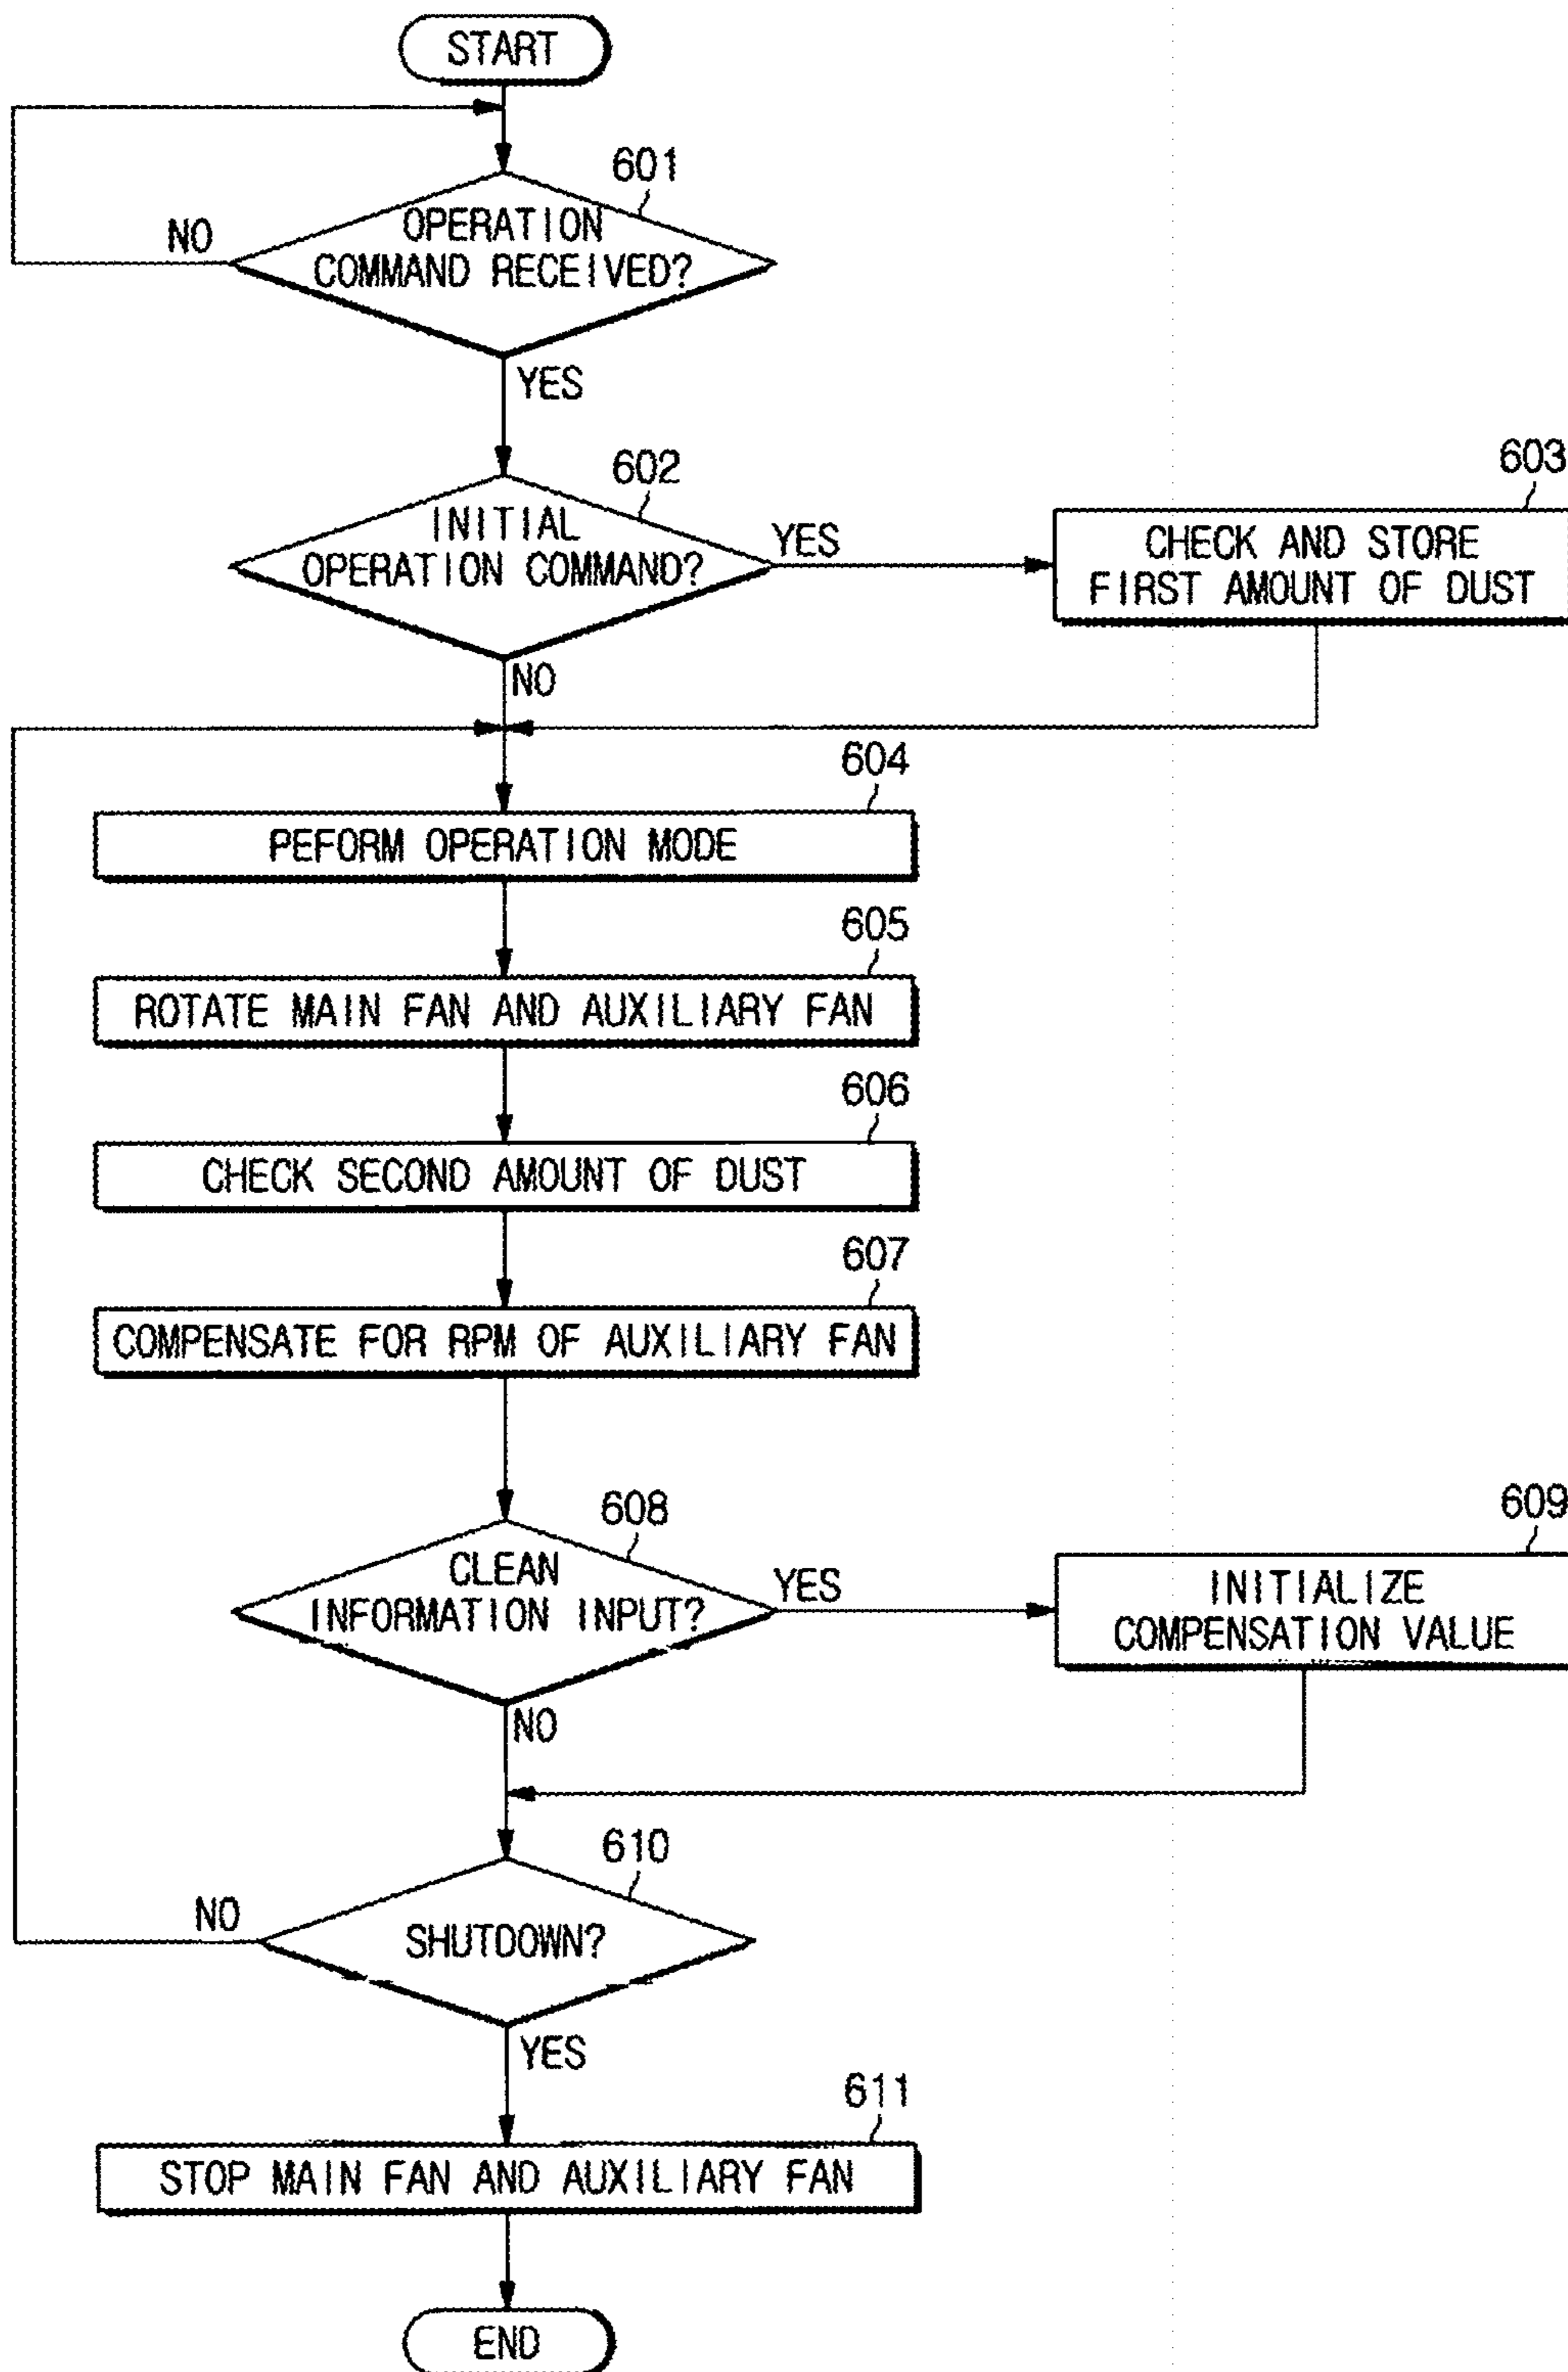 START
601
OPERATION
COMMAND RECEIVED?
NO
YES
602
INITIAL
OPERATION COMMAND?
YES
NO
603
CHECK AND STORE
FIRST AMOUNT OF DUST
604
PEFORM OPERATION MODE
605
ROTATE MAIN FAN AND AUXILIARY FAN
606
CHECK SECOND AMOUNT OF DUST
607
COMPENSATE FOR RPM OF AUXILIARY FAN
608
CLEAN
INFORMATION INPUT?
YES
NO
609
INITIALIZE
COMPENSATION VALUE
610
SHUTDOWN?
NO
YES
611
STOP MAIN FAN AND AUXILIARY FAN
END